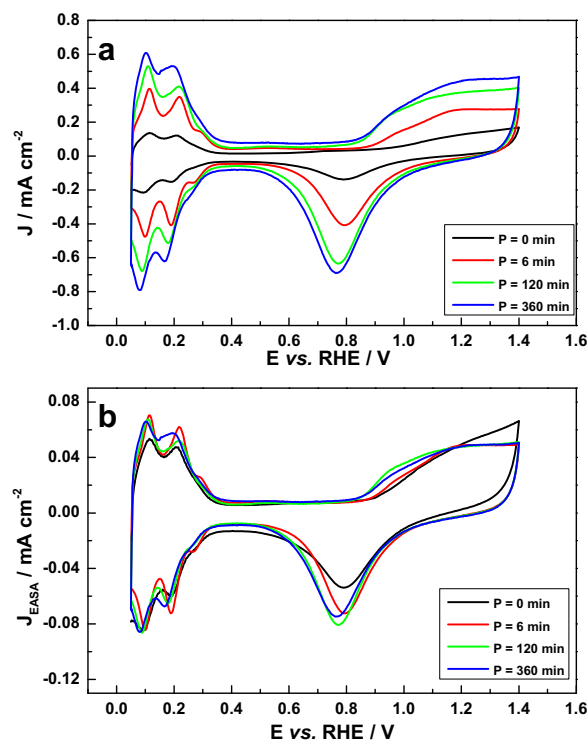 a
J / mA cm-2
0.8
0.6
0.4
0.2
0.0
-0.2
-0.4
-0.6
-0.8
-1.0
P = 0 min
P = 6 min
P = 120 min
P = 360 min
0.0 0.2 0.4 0.6 0.8 1.0 1.2 1.4 1.6
E vs. RHE / V
b
JEASA / mA cm-2
0.08
0.04
0.00
-0.04
-0.08
-0.12
P = 0 min
P = 6 min
P = 120 min
P = 360 min
0.0 0.2 0.4 0.6 0.8 1.0 1.2 1.4 1.6
E vs. RHE / V